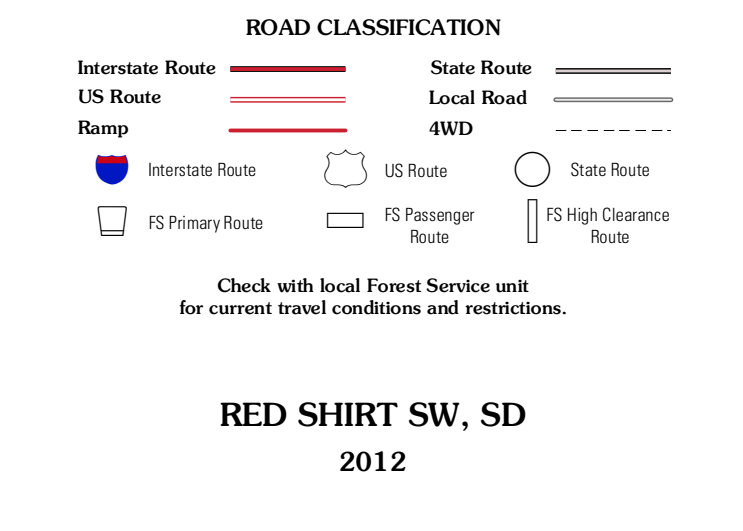 ROAD CLASSIFICATION
Interstate Route
State Route
US Route
Local Road
Ramp
4WD
Interstate Route
US Route
State Route
FS Primary Route
FS Passenger
Route
FS High Clearance
Route
Check with local Forest Service unit
for current travel conditions and restrictions.
RED SHIRT SW, SD
2012